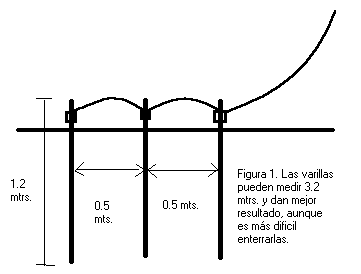 1.2
mtrs.
0.5
mts.
0.5 mts.
Figura 1. Las varillas
pueden medir 3.2
mtrs. y dan mejor
resultado, aunque
es más dificil
enterrarlas.